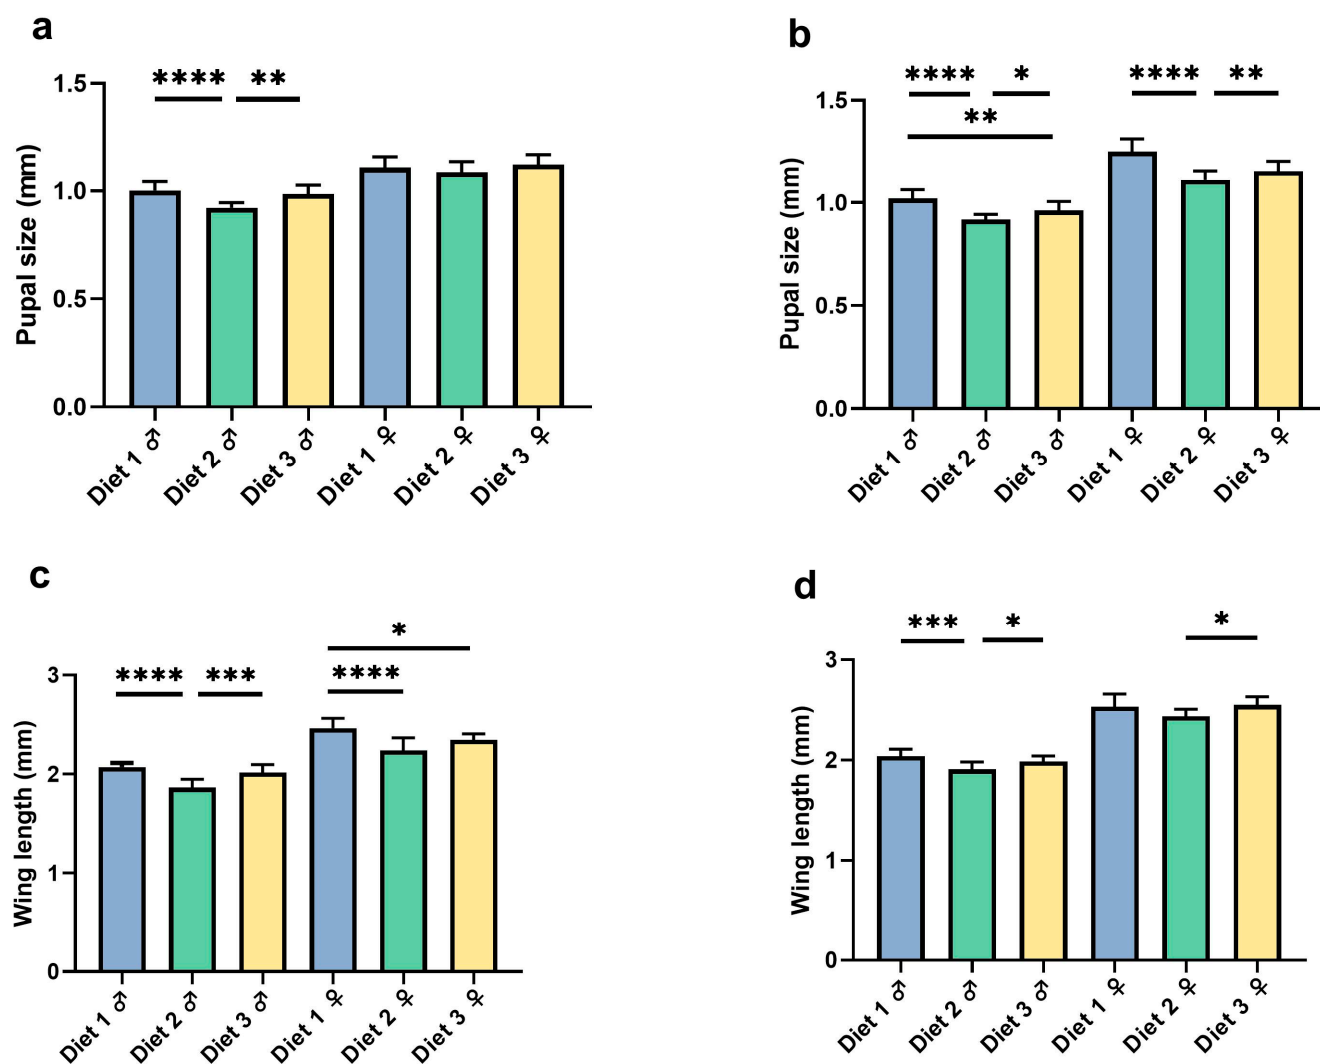 a
**** **
1.5
1.0
0.5
0.0
Pupal size (mm)
Diet 1 ♂
Diet 2 ♂
Diet 3 ♂
Diet 1 ♀
Diet 2 ♀
Diet 3 ♀
b
**** * **** **
**
1.5
1.0
0.5
0.0
Pupal size (mm)
Diet 1 ♂
Diet 2 ♂
Diet 3 ♂
Diet 1 ♀
Diet 2 ♀
Diet 3 ♀
c
*
**** *** ****
3
2
1
0
Wing length (mm)
Diet 1 ♂
Diet 2 ♂
Diet 3 ♂
Diet 1 ♀
Diet 2 ♀
Diet 3 ♀
d
*** * *
3
2
1
0
Wing length (mm)
Diet 1 ♂
Diet 2 ♂
Diet 3 ♂
Diet 1 ♀
Diet 2 ♀
Diet 3 ♀